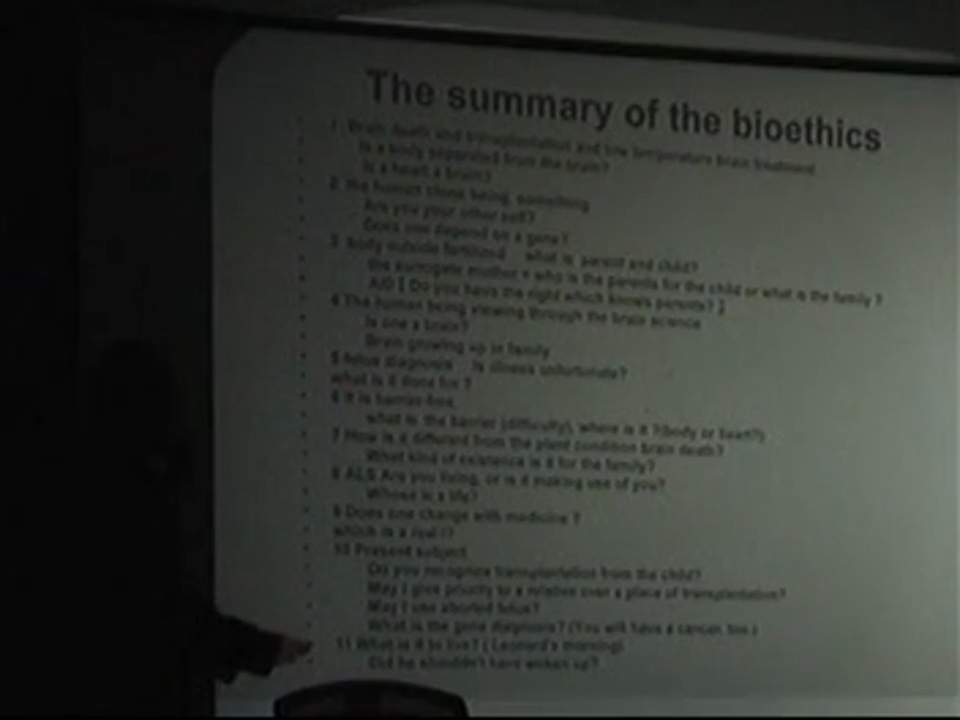 The summary of the bioethics
1 Brain death and transplantation and low temperature brain treatment
Is a body separated from the brain?
Is a heart a brain?
2 the human clone being, something
Are you your other self?
Does one depend on a gene?
3 body outside fertilized what is parent and child?
the surrogate mother = who is the parents for the child or what is the family ?
AID [ Do you have the right which knows parents? ]
4 The human being viewing through the brain science
Is one a brain?
Brain growing up in family
5 fetus diagnosis Is illness unfortunate?
what is it done for ?
6 It is barrier-free
what is the barrier (difficulty), where is it ?(body or heart?)
7 How is it different from the plant condition brain death?
What kind of existence is it for the family?
8 ALS Are you living, or is it making use of you?
Whose is a life?
9 Does one change with medicine ?
which is a real I?
10 Present subject
Do you recognize transplantation from the child?
May I give priority to a relative over a place of transplantation?
May I use aborted fetus?
What is the gene diagnosis? (You will have a cancer, too.)
11 What is it to live? ( Leonard's morning)
Did he shouldn't have woken up?